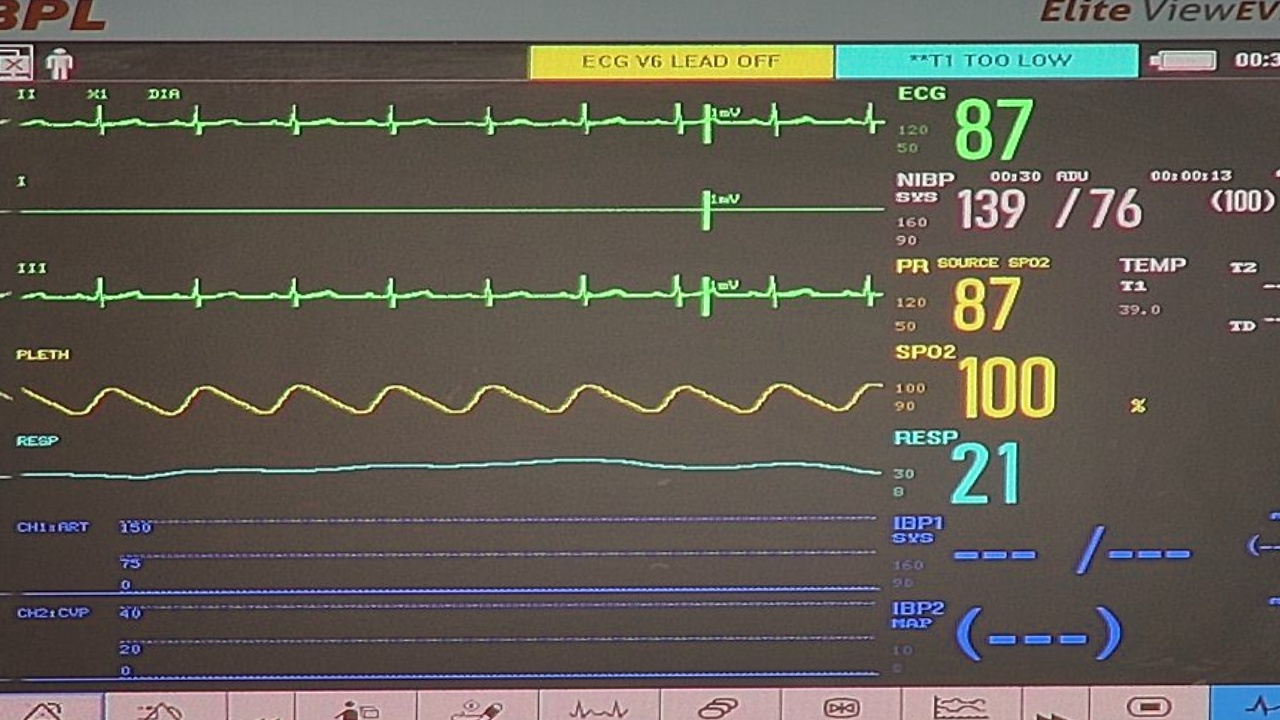 BPL Elite ViewEV
ECG V6 LEAD OFF **T1 TOO LOW
II X1 DIA
1mV
ECG
120
50
87
I
1mV
NIBP 00:30 ADU 00:00:13
SYS
160
90
139 / 76 (100)
III
1mV
PR SOURCE SPO2
120
50
87
TEMP T2
T1
39.0
TD
PLETH
SPO2
100
90
100 %
RESP
RESP
30
8
21
CH1:ART 150
75
0
IBP1
SYS
160
90
--- / ---
CH2:CVP 40
20
0
IBP2
MAP
10
0
(---)